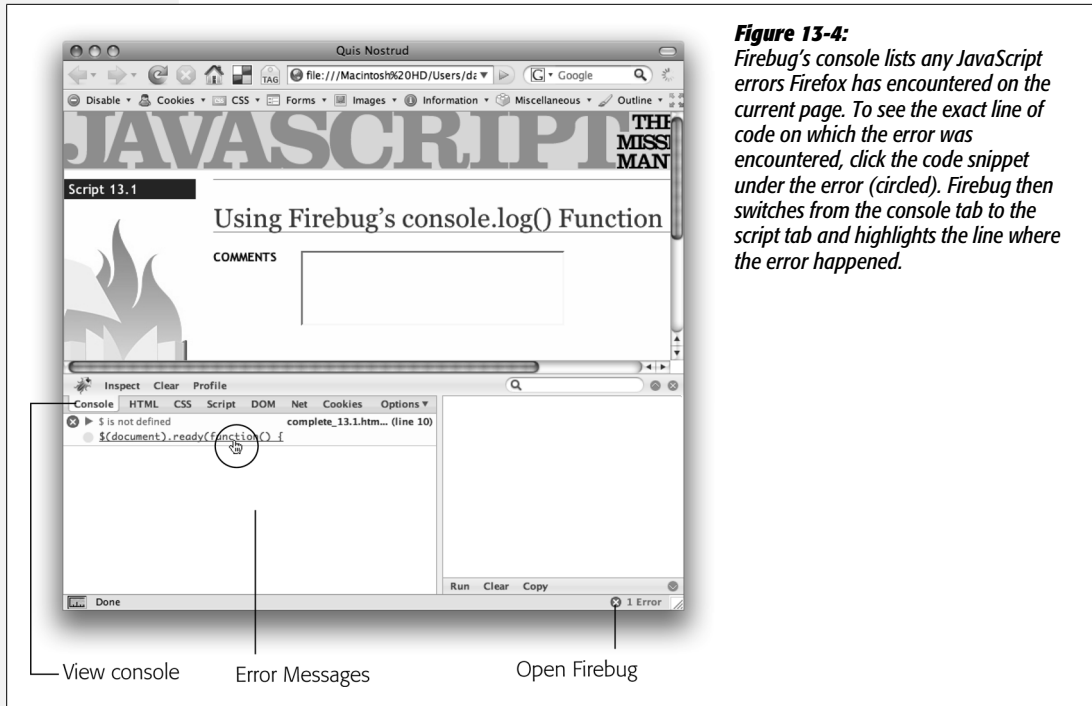 Quis Nostrud
TAG file:///Macintosh%20HD/Users/da Google
Disable Cookies CSS Forms Images Information Miscellaneous Outline
JAVASCRIPT THE
MISSI
MAN
Script 13.1
Using Firebug's console.log() Function
COMMENTS
Inspect Clear Profile
Console HTML CSS Script DOM Net Cookies Options
$ is not defined complete_13.1.htm... (line 10)
$(document).ready(function() {
Run Clear Copy
Done 1 Error
View console
Error Messages
Open Firebug
Figure 13-4:
Firebug's console lists any JavaScript
errors Firefox has encountered on the
current page. To see the exact line of
code on which the error was
encountered, click the code snippet
under the error (circled). Firebug then
switches from the console tab to the
script tab and highlights the line where
the error happened.